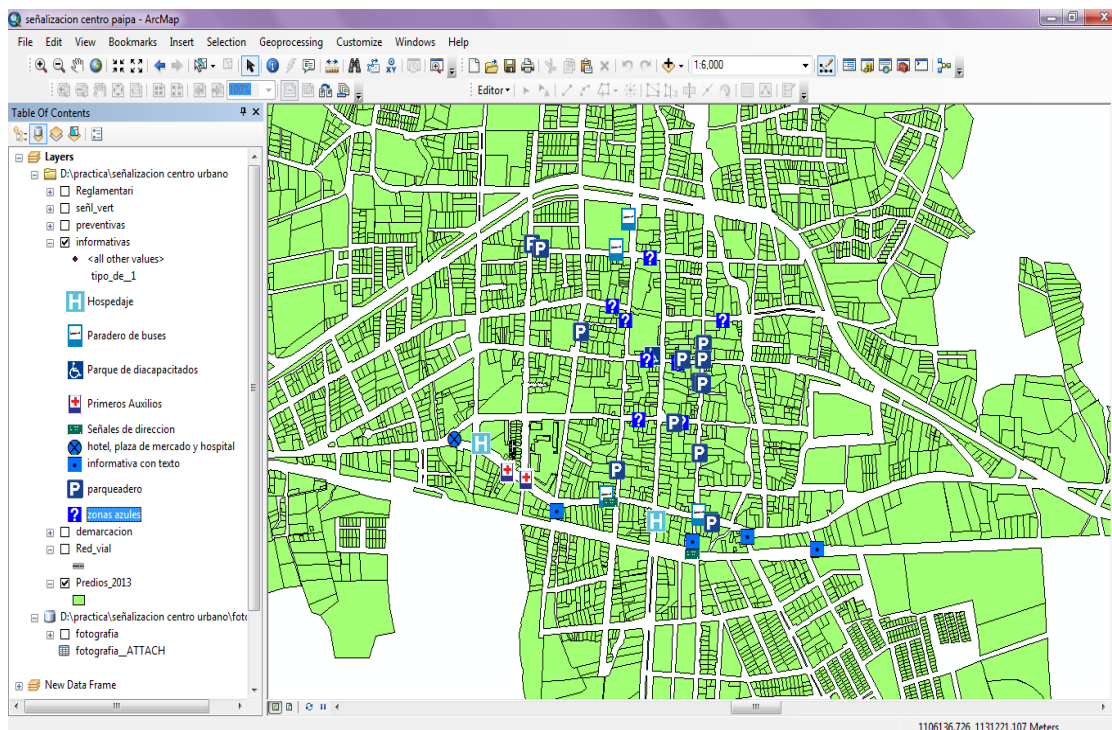 señalizacion centro paipa - ArcMap
File Edit View Bookmarks Insert Selection Geoprocessing Customize Windows Help
1:6,000
100% Editor
Table Of Contents
Layers
D:\practica\señalizacion centro urbano
Reglamentari
señl_vert
preventivas
informativas
<all other values>
tipo_de__1
Hospedaje
Paradero de buses
Parque de diacapacitados
Primeros Auxilios
Señales de direccion
hotel, plaza de mercado y hospital
informativa con texto
parqueadero
zonas azules
demarcacion
Red_vial
Predios_2013
D:\practica\señalizacion centro urbano\foto
fotografia
fotografia__ATTACH
New Data Frame
1106136,726 1131221,107 Meters